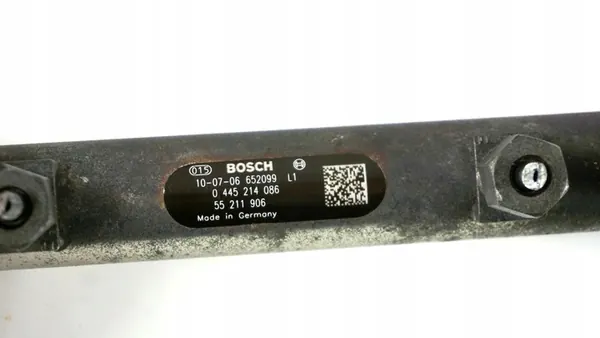 015 BOSCH
10-07-06 652099 L1
0 445 214 086
55 211 906
Made in Germany